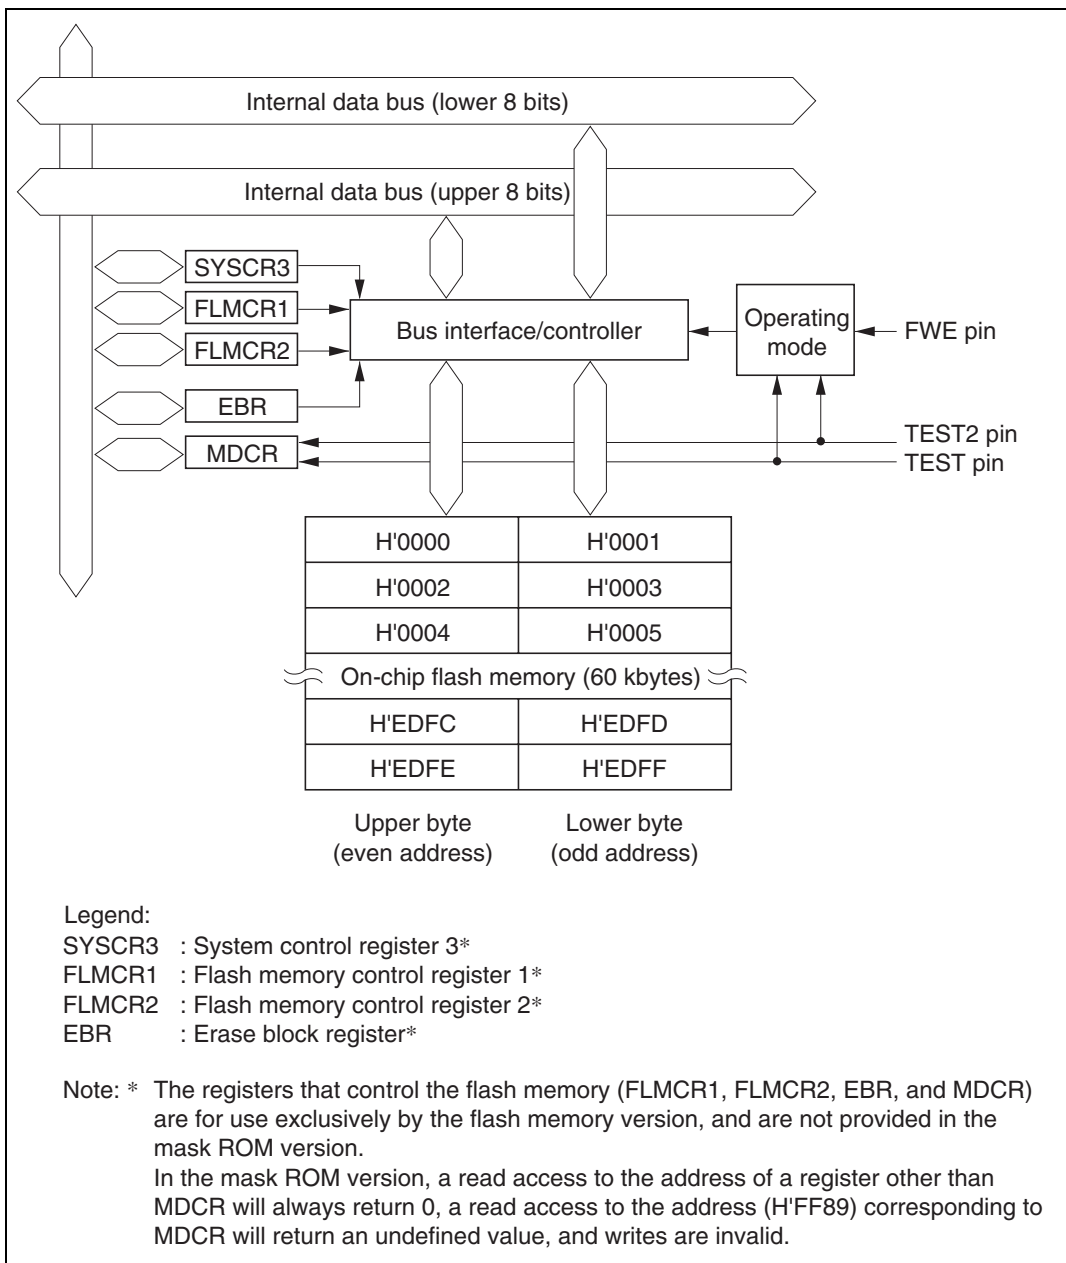 Internal data bus (lower 8 bits)
Internal data bus (upper 8 bits)
SYSCR3
FLMCR1
FLMCR2
EBR
MDCR
Bus interface/controller
Operating
mode
FWE pin
TEST2 pin
TEST pin
H'0000 H'0001
H'0002 H'0003
H'0004 H'0005
On-chip flash memory (60 kbytes)
H'EDFC H'EDFD
H'EDFE H'EDFF
Upper byte Lower byte
(even address) (odd address)
Legend:
SYSCR3 : System control register 3*
FLMCR1 : Flash memory control register 1*
FLMCR2 : Flash memory control register 2*
EBR : Erase block register*
Note: * The registers that control the flash memory (FLMCR1, FLMCR2, EBR, and MDCR)
are for use exclusively by the flash memory version, and are not provided in the
mask ROM version.
In the mask ROM version, a read access to the address of a register other than
MDCR will always return 0, a read access to the address (H'FF89) corresponding to
MDCR will return an undefined value, and writes are invalid.